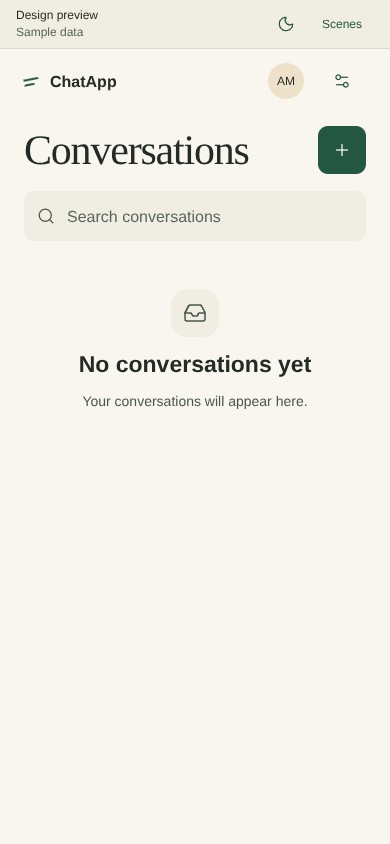 Design preview
Sample data
Scenes
ChatApp
AM
Conversations
Search conversations
No conversations yet
Your conversations will appear here.